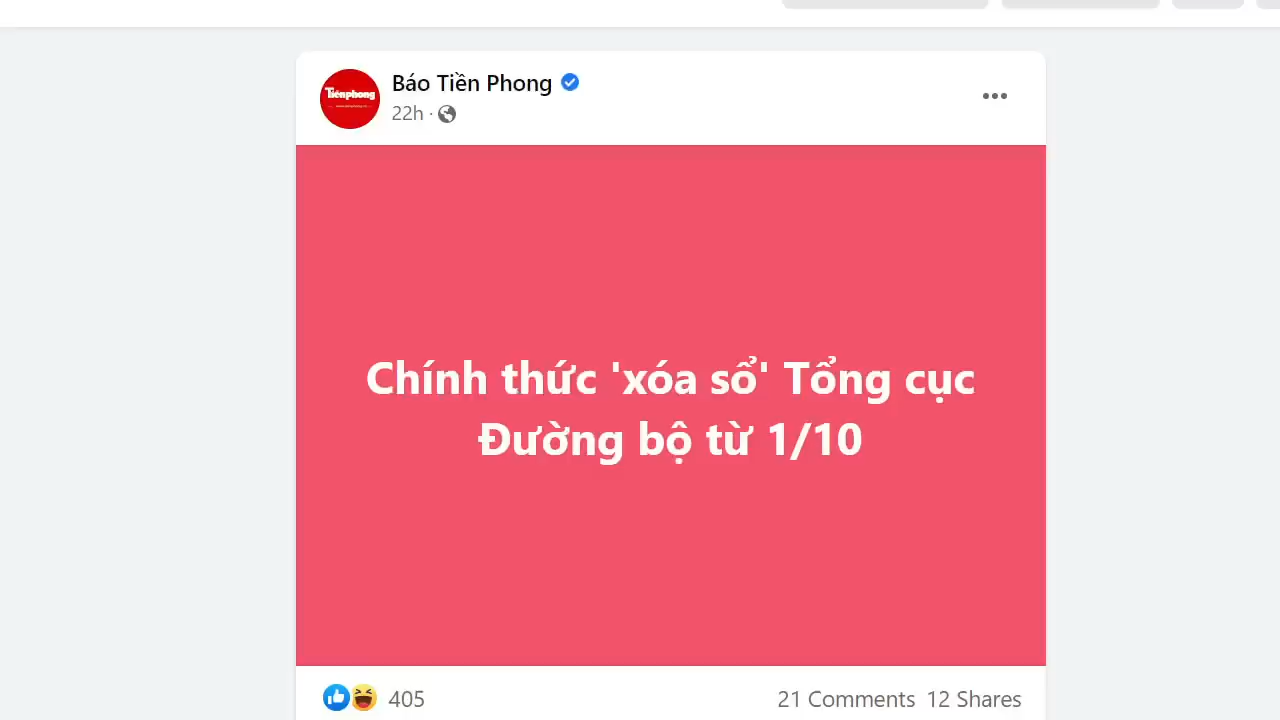 Tiềnphong
Báo Tiền Phong
22h ·
Chính thức 'xóa sổ' Tổng cục
Đường bộ từ 1/10
405
21 Comments 12 Shares